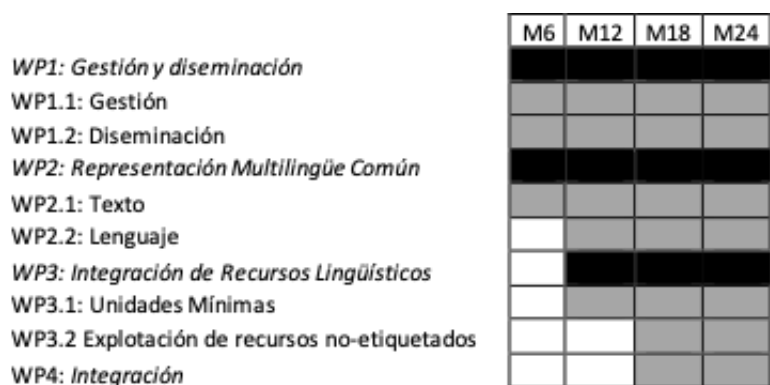 M6 M12 M18 M24
WP1: Gestión y diseminación
WP1.1: Gestión
WP1.2: Diseminación
WP2: Representación Multilingüe Común
WP2.1: Texto
WP2.2: Lenguaje
WP3: Integración de Recursos Lingüísticos
WP3.1: Unidades Mínimas
WP3.2 Explotación de recursos no-etiquetados
WP4: Integración